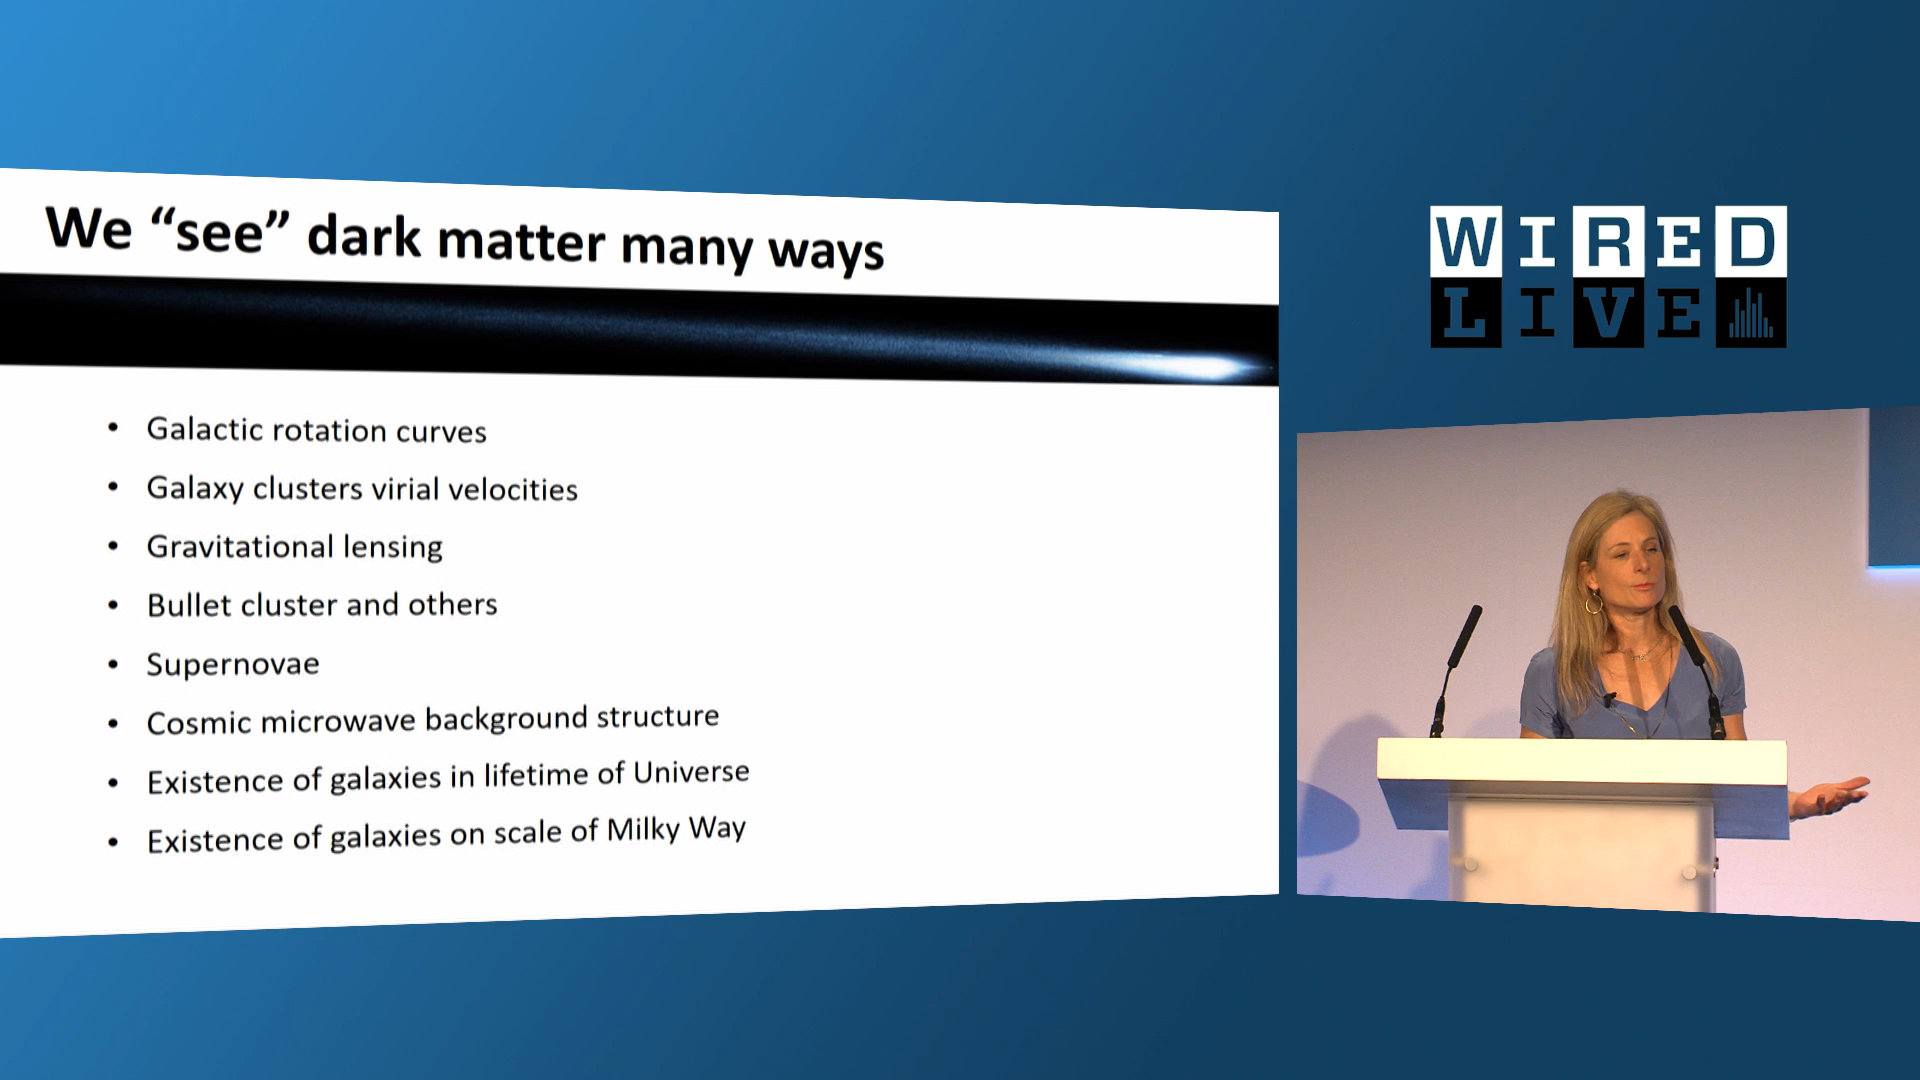 We “see” dark matter many ways
• Galactic rotation curves
• Galaxy clusters virial velocities
• Gravitational lensing
• Bullet cluster and others
• Supernovae
• Cosmic microwave background structure
• Existence of galaxies in lifetime of Universe
• Existence of galaxies on scale of Milky Way
WIRED
LIVE